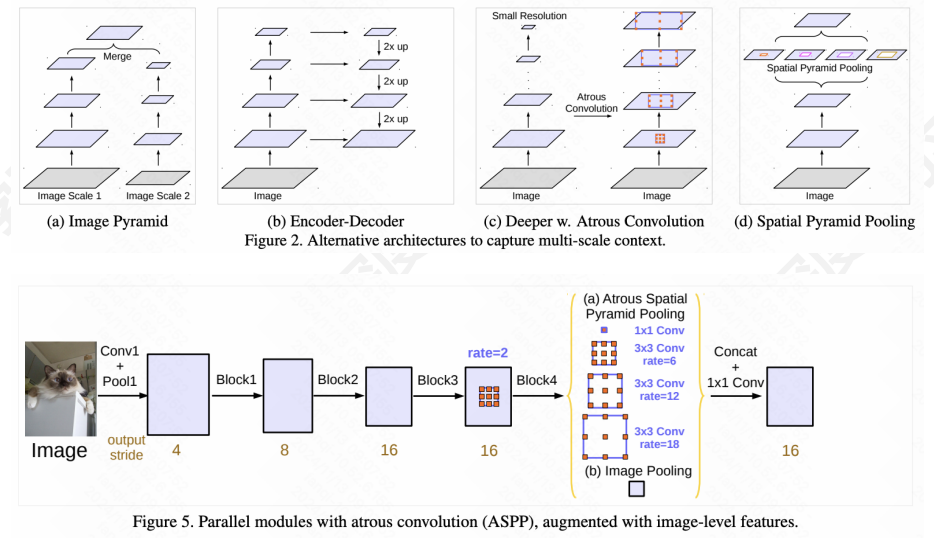 Merge
Image Scale 1
Image Scale 2
(a) Image Pyramid
2x up
2x up
2x up
Image
(b) Encoder-Decoder
Small Resolution
Atrous
Convolution
Image
Image
(c) Deeper w. Atrous Convolution
Spatial Pyramid Pooling
Image
(d) Spatial Pyramid Pooling
Figure 2. Alternative architectures to capture multi-scale context.
Image
Conv1
+
Pool1
output
stride
4
Block1
8
Block2
16
Block3
rate=2
16
Block4
(a) Atrous Spatial
Pyramid Pooling
1x1 Conv
3x3 Conv
rate=6
3x3 Conv
rate=12
3x3 Conv
rate=18
(b) Image Pooling
Concat
+
1x1 Conv
16
Figure 5. Parallel modules with atrous convolution (ASPP), augmented with image-level features.